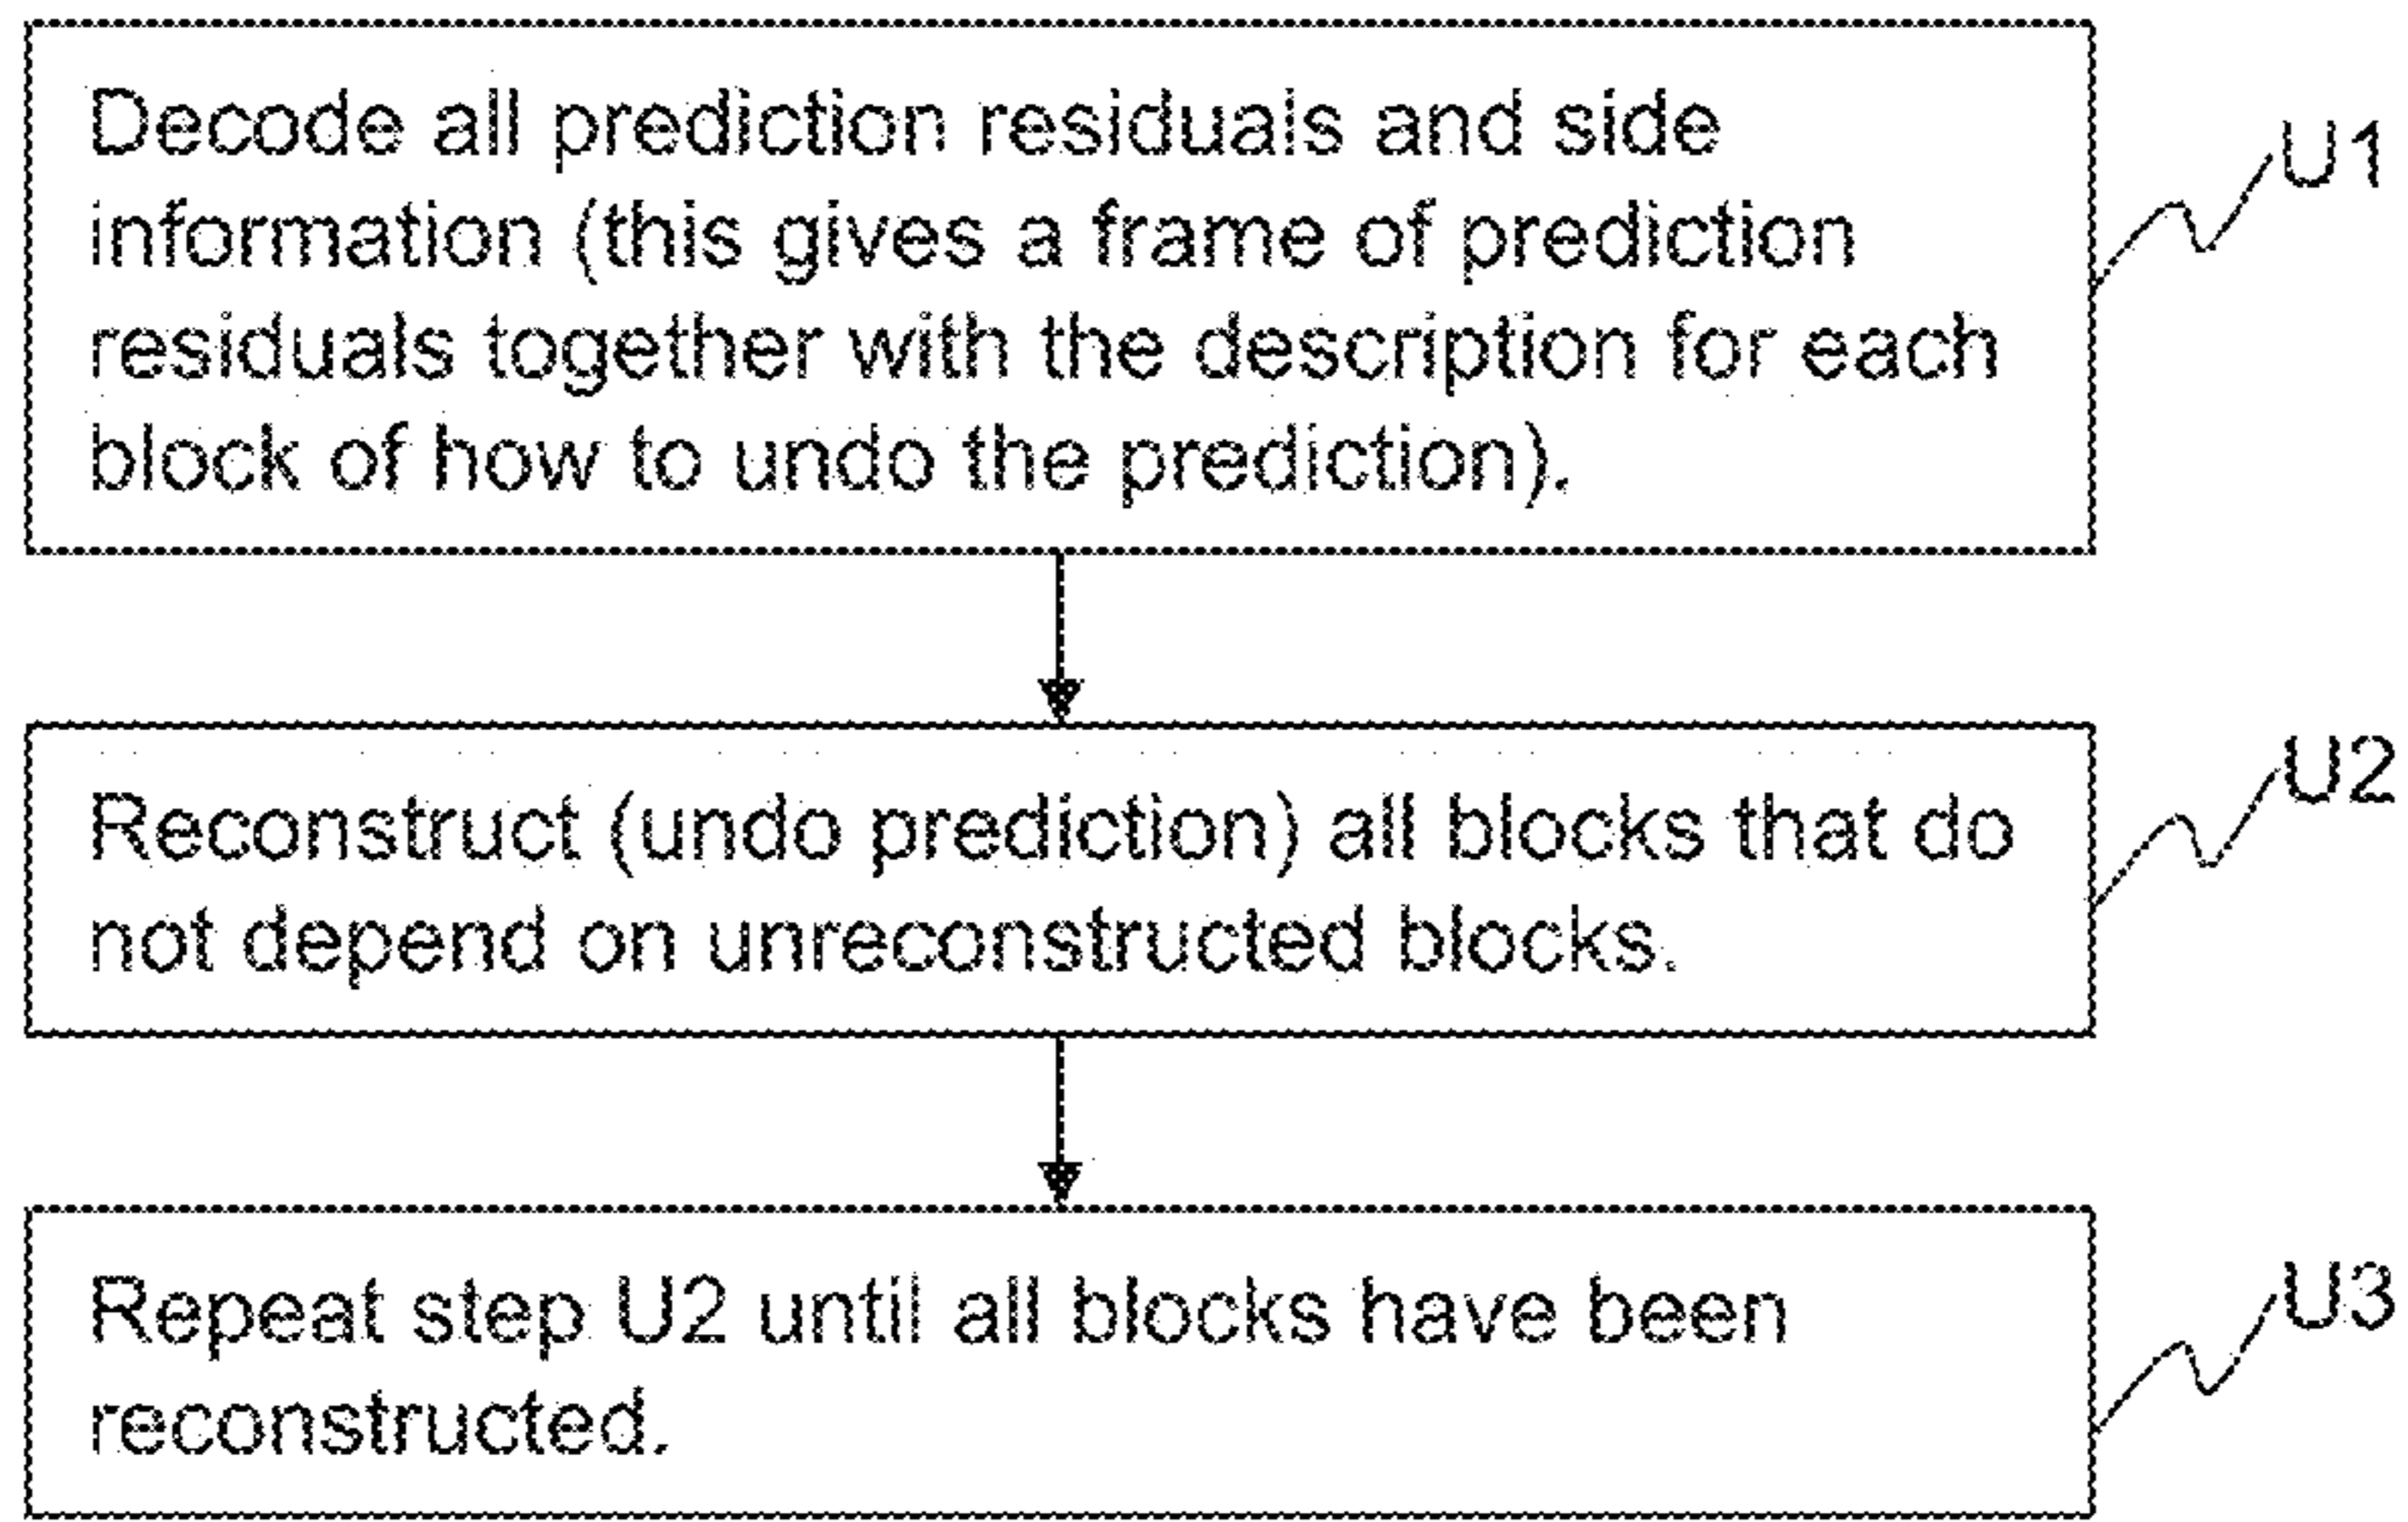 Decode all prediction residuals and side
information (this gives a frame of prediction
residuals together with the description for each
block of how to undo the prediction).
U1
Reconstruct (undo prediction) all blocks that do
not depend on unreconstructed blocks.
U2
Repeat step U2 until all blocks have been
reconstructed.
U3